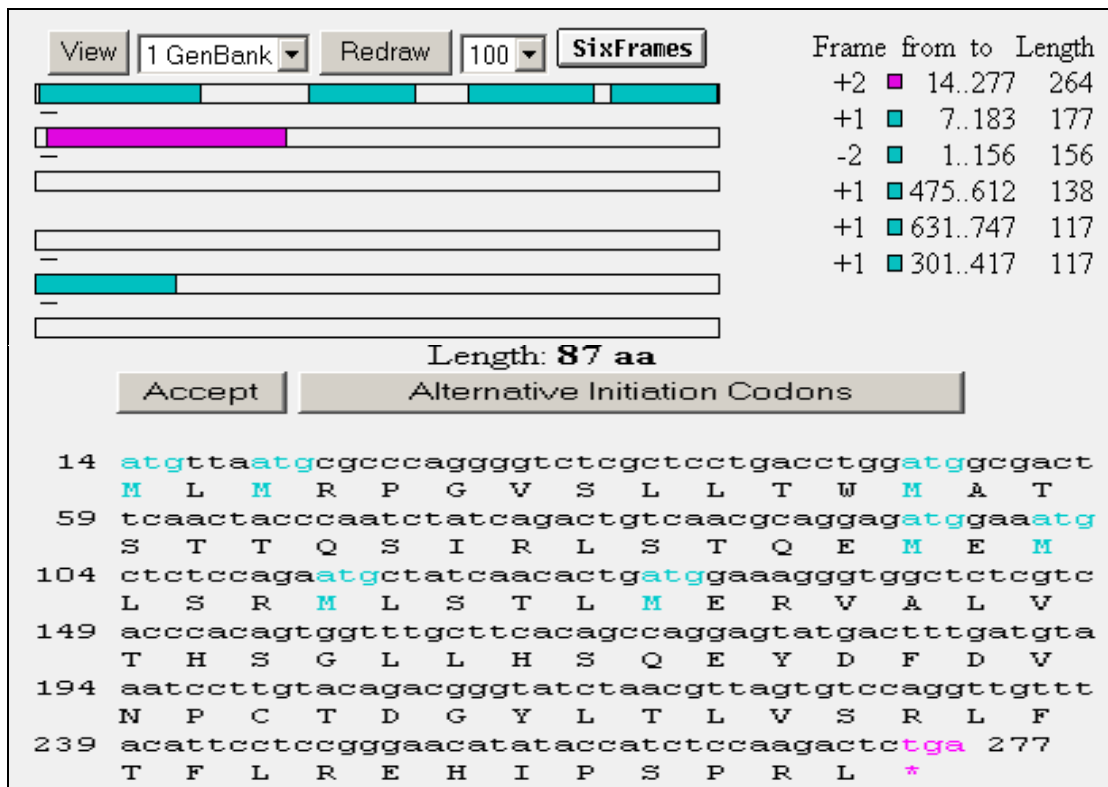 View 1 GenBank Redraw 100 SixFrames
Frame from to Length
+2 14..277 264
+1 7..183 177
-2 1..156 156
+1 475..612 138
+1 631..747 117
+1 301..417 117
Length: 87 aa
Accept Alternative Initiation Codons
14 atgttaatgcgcccaggggtctcgctcctgacctggatggcgact
M L M R P G V S L L T W M A T
59 tcaactacccaatctatcagactgtcaacgcaggagatggaaatg
S T T Q S I R L S T Q E M E M
104 ctctccagaatgctatcaacactgatggaaagggtggctctcgtc
L S R M L S T L M E R V A L V
149 acccacagtggtttgcttcacagccaggagtatgactttgatgta
T H S G L L H S Q E Y D F D V
194 aatccttgtacagacgggtatctaacgttagtgtccaggttgttt
N P C T D G Y L T L V S R L F
239 acattcctccgggaacatataccatctccaagactctga 277
T F L R E H I P S P R L *